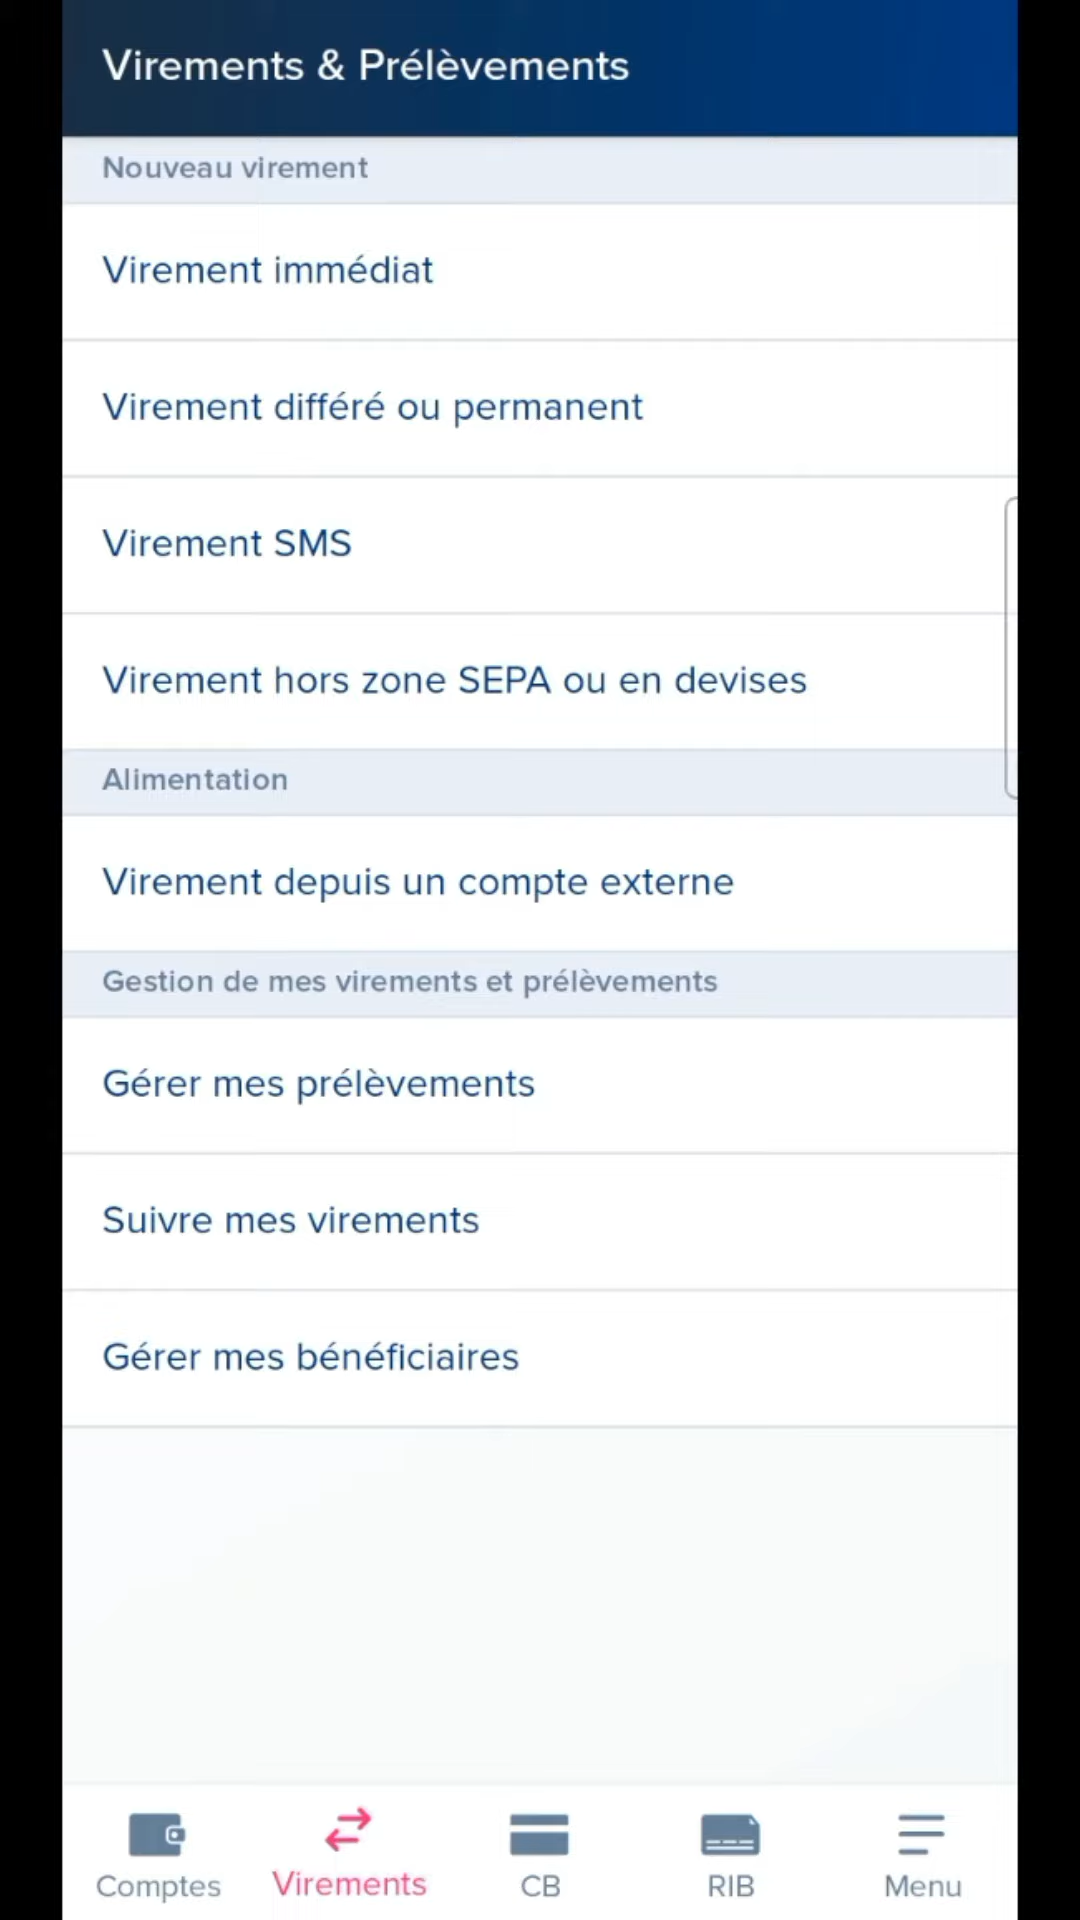 Virements & Prélèvements
Nouveau virement
Virement immédiat
Virement différé ou permanent
Virement SMS
Virement hors zone SEPA ou en devises
Alimentation
Virement depuis un compte externe
Gestion de mes virements et prélèvements
Gérer mes prélèvements
Suivre mes virements
Gérer mes bénéficiaires
Comptes
Virements
CB
RIB
Menu